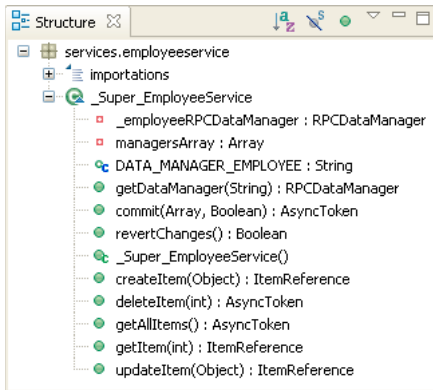 Structure
services.employeeservice
importations
_Super_EmployeeService
_employeeRPCDataManager : RPCDataManager
managersArray : Array
DATA_MANAGER_EMPLOYEE : String
getDataManager(String) : RPCDataManager
commit(Array, Boolean) : AsyncToken
revertChanges() : Boolean
_Super_EmployeeService()
createItem(Object) : ItemReference
deleteItem(int) : AsyncToken
getAllItems() : AsyncToken
getItem(int) : ItemReference
updateItem(Object) : ItemReference